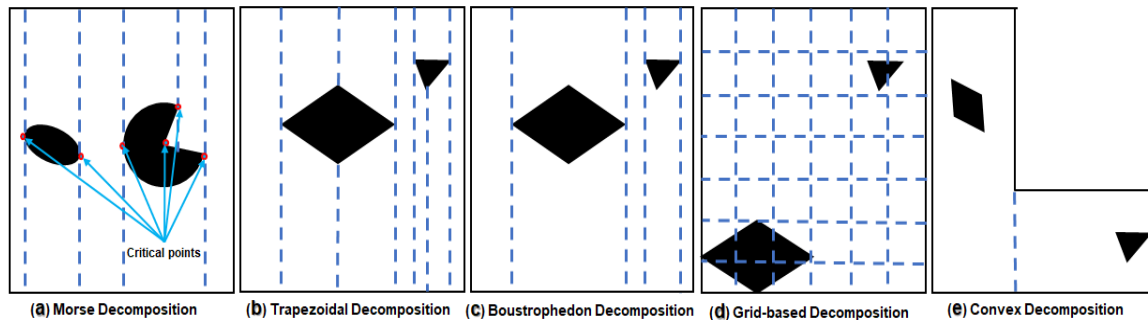 Critical points
(a) Morse Decomposition
(b) Trapezoidal Decomposition
(c) Boustrophedon Decomposition
(d) Grid-based Decomposition
(e) Convex Decomposition